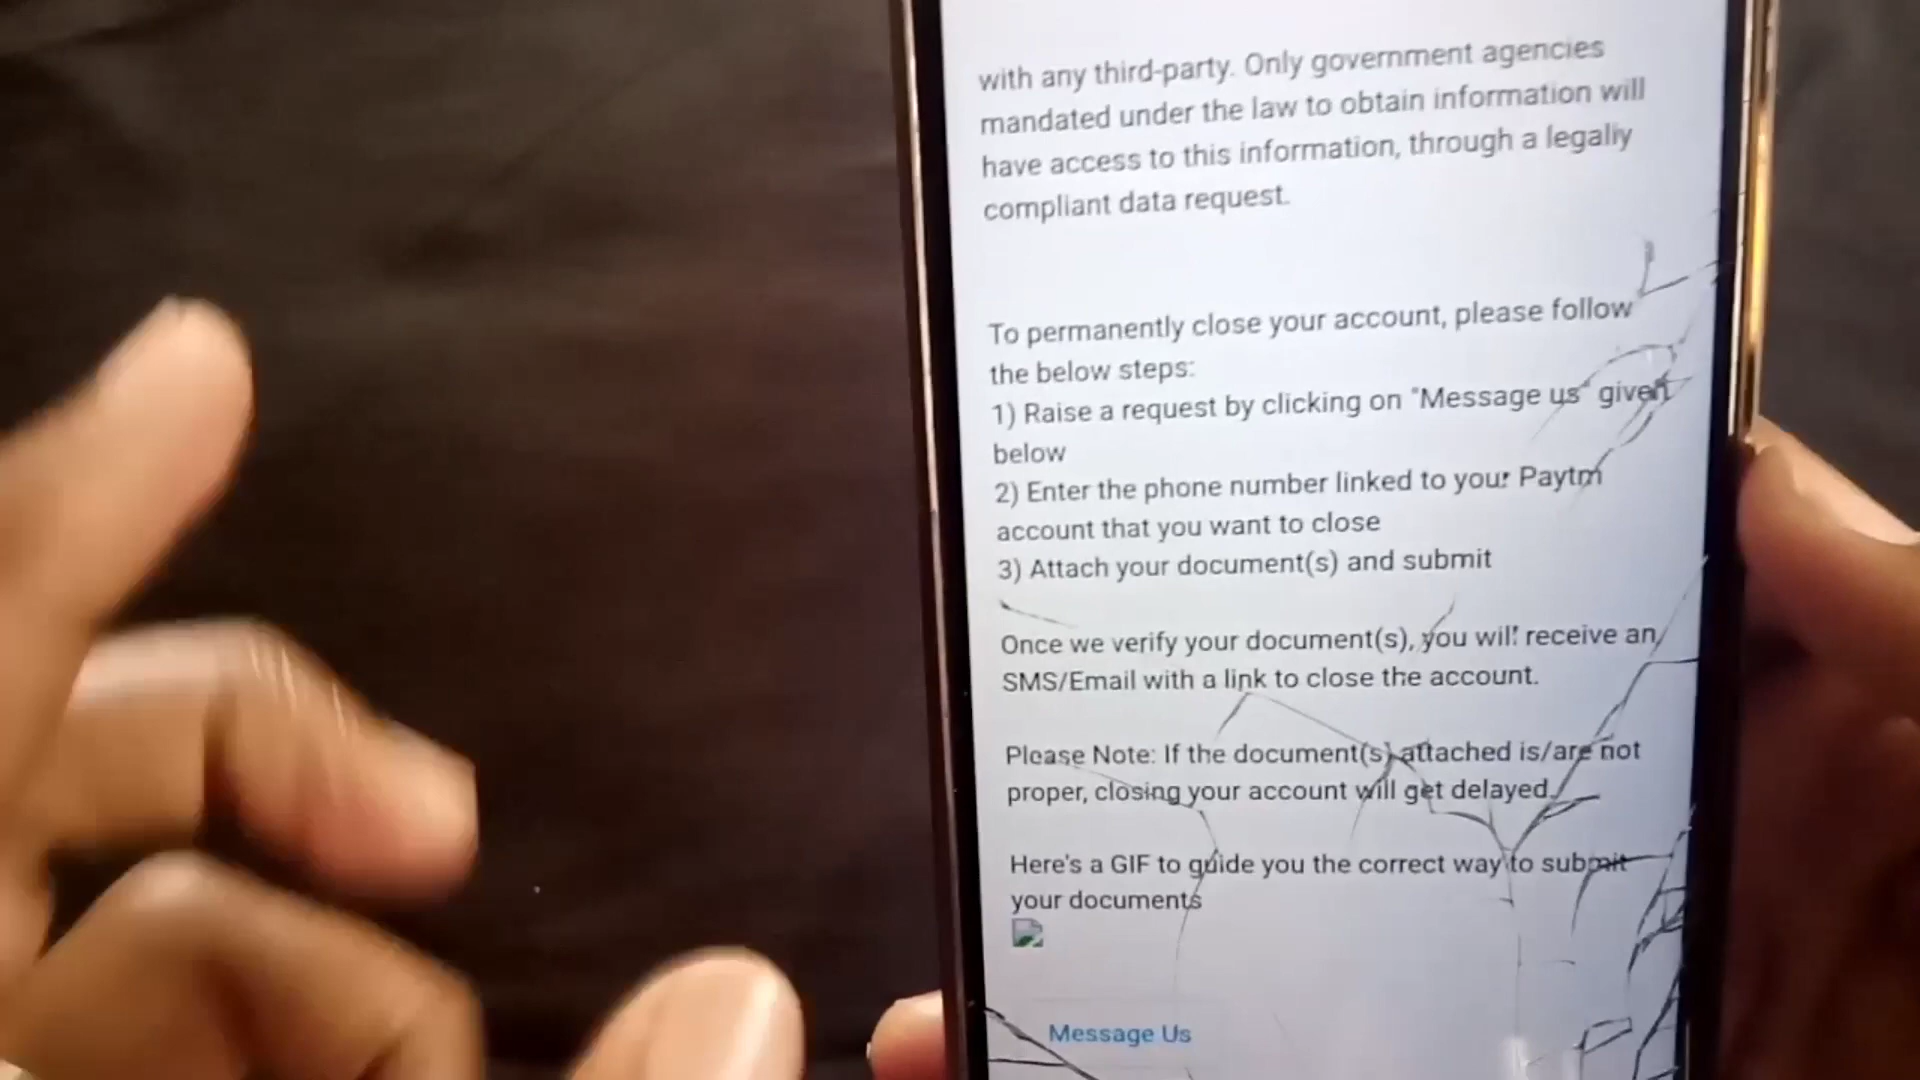 with any third-party. Only government agencies
mandated under the law to obtain information will
have access to this information, through a legally
compliant data request.
To permanently close your account, please follow
the below steps:
1) Raise a request by clicking on "Message us" given
below
2) Enter the phone number linked to your Paytm
account that you want to close
3) Attach your document(s) and submit
Once we verify your document(s), you will receive an
SMS/Email with a link to close the account.
Please Note: If the document(s) attached is/are not
proper, closing your account will get delayed.
Here's a GIF to guide you the correct way to submit
your documents
Message Us